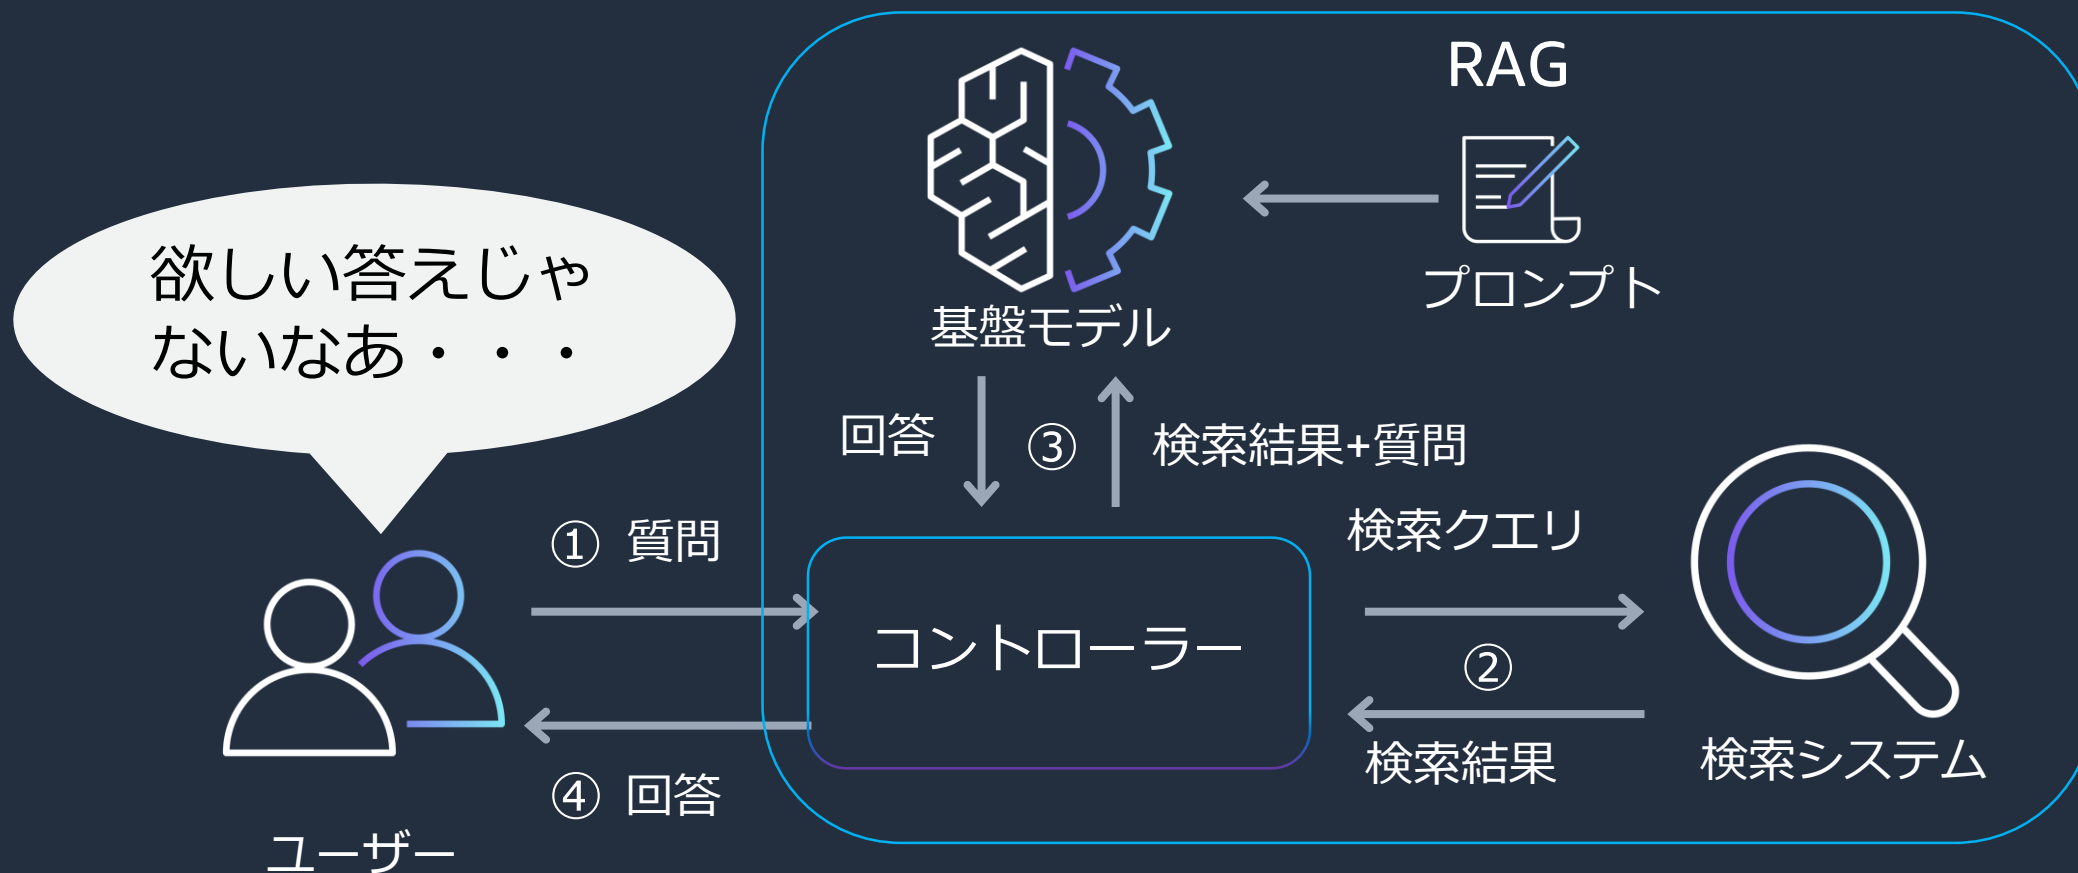 RAG
プロンプト
基盤モデル
欲しい答えじゃ
ないなあ・・・
回答
③
検索結果+質問
① 質問
検索クエリ
コントローラー
②
検索結果
検索システム
④ 回答
ユーザー